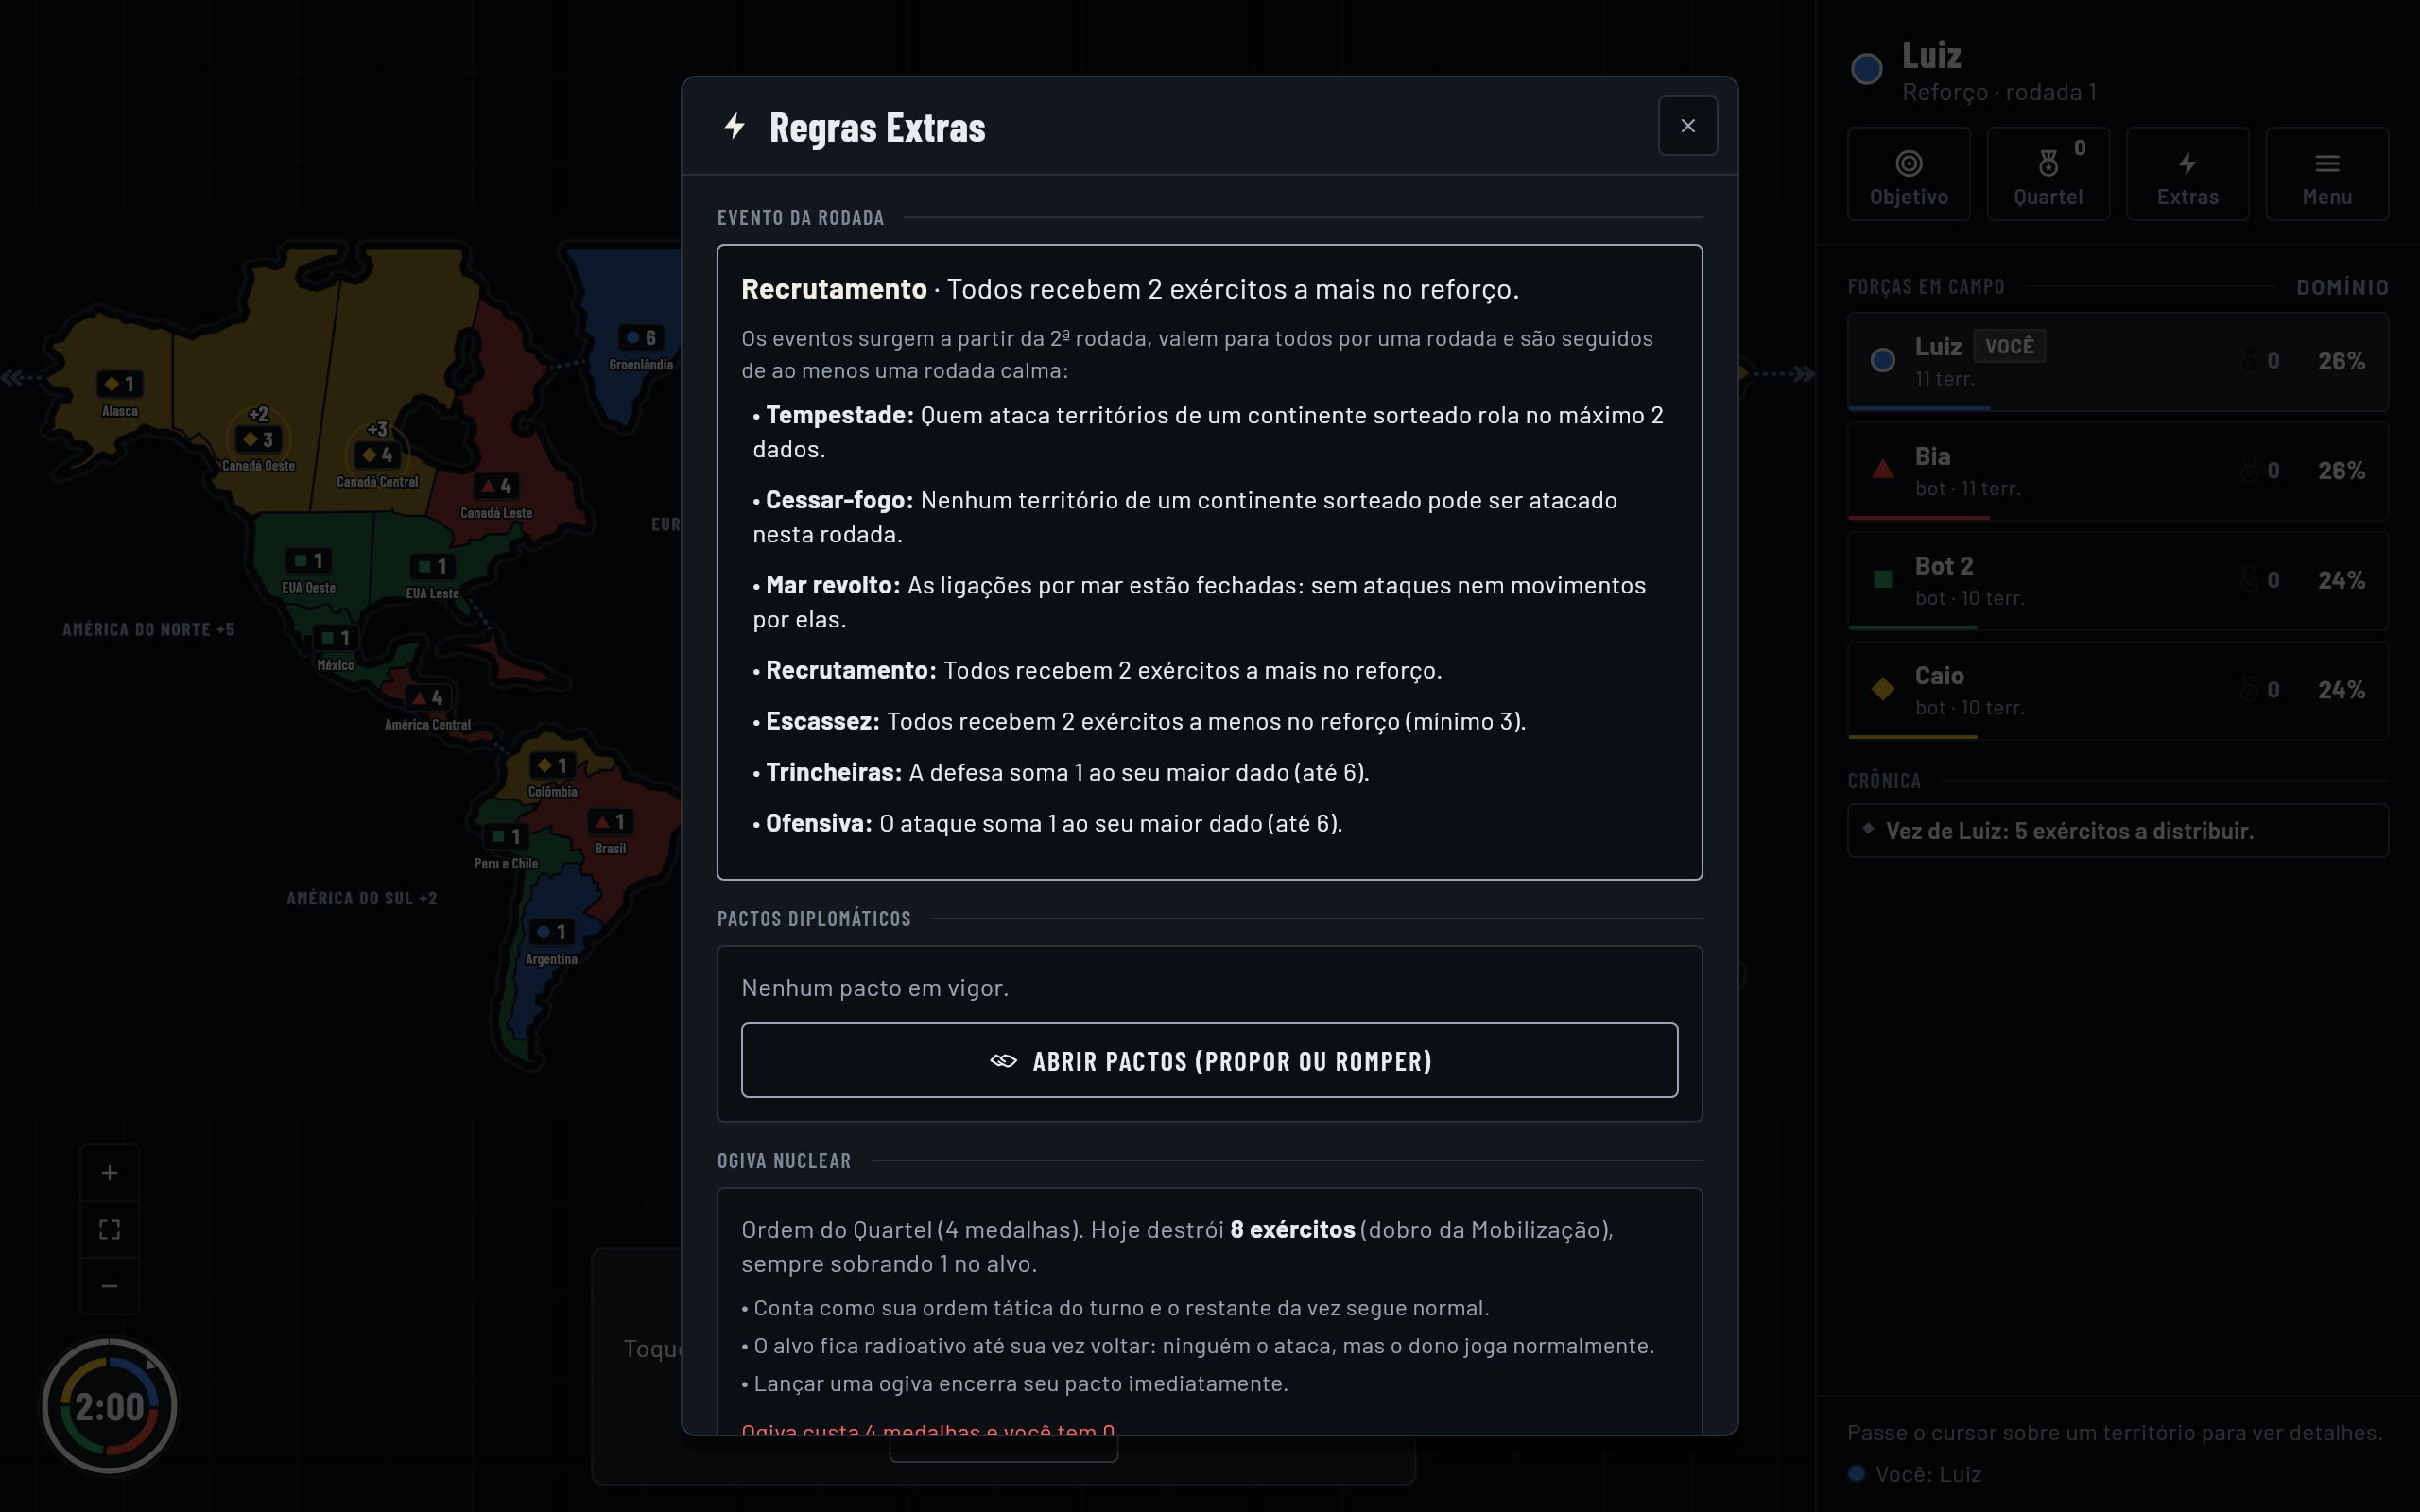 Regras Extras
EVENTO DA RODADA
Recrutamento · Todos recebem 2 exércitos a mais no reforço.
Os eventos surgem a partir da 2ª rodada, valem para todos por uma rodada e são seguidos
de ao menos uma rodada calma:
• Tempestade: Quem ataca territórios de um continente sorteado rola no máximo 2
dados.
• Cessar-fogo: Nenhum território de um continente sorteado pode ser atacado
nesta rodada.
• Mar revolto: As ligações por mar estão fechadas: sem ataques nem movimentos
por elas.
• Recrutamento: Todos recebem 2 exércitos a mais no reforço.
• Escassez: Todos recebem 2 exércitos a menos no reforço (mínimo 3).
• Trincheiras: A defesa soma 1 ao seu maior dado (até 6).
• Ofensiva: O ataque soma 1 ao seu maior dado (até 6).
PACTOS DIPLOMÁTICOS
Nenhum pacto em vigor.
ABRIR PACTOS (PROPOR OU ROMPER)
OGIVA NUCLEAR
Ordem do Quartel (4 medalhas). Hoje destrói 8 exércitos (dobro da Mobilização),
sempre sobrando 1 no alvo.
• Conta como sua ordem tática do turno e o restante da vez segue normal.
• O alvo fica radioativo até sua vez voltar: ninguém o ataca, mas o dono joga normalmente.
• Lançar uma ogiva encerra seu pacto imediatamente.
Ogiva custa 4 medalhas e você tem 0
6
Groenlândia
1
Alasca
+2
3
Canadá Oeste
+3
4
Canadá Central
4
Canadá Leste
EUR
1
EUA Oeste
1
EUA Leste
AMÉRICA DO NORTE +5
1
México
4
América Central
1
Colômbia
1
Brasil
1
Peru e Chile
AMÉRICA DO SUL +2
1
Argentina
+
−
2:00
Toque
Luiz
Reforço · rodada 1
Objetivo
0
Quartel
Extras
Menu
FORÇAS EM CAMPO
DOMÍNIO
Luiz VOCÊ
11 terr.
0
26%
Bia
bot · 11 terr.
0
26%
Bot 2
bot · 10 terr.
0
24%
Caio
bot · 10 terr.
0
24%
CRÔNICA
Vez de Luiz: 5 exércitos a distribuir.
Passe o cursor sobre um território para ver detalhes.
Você: Luiz